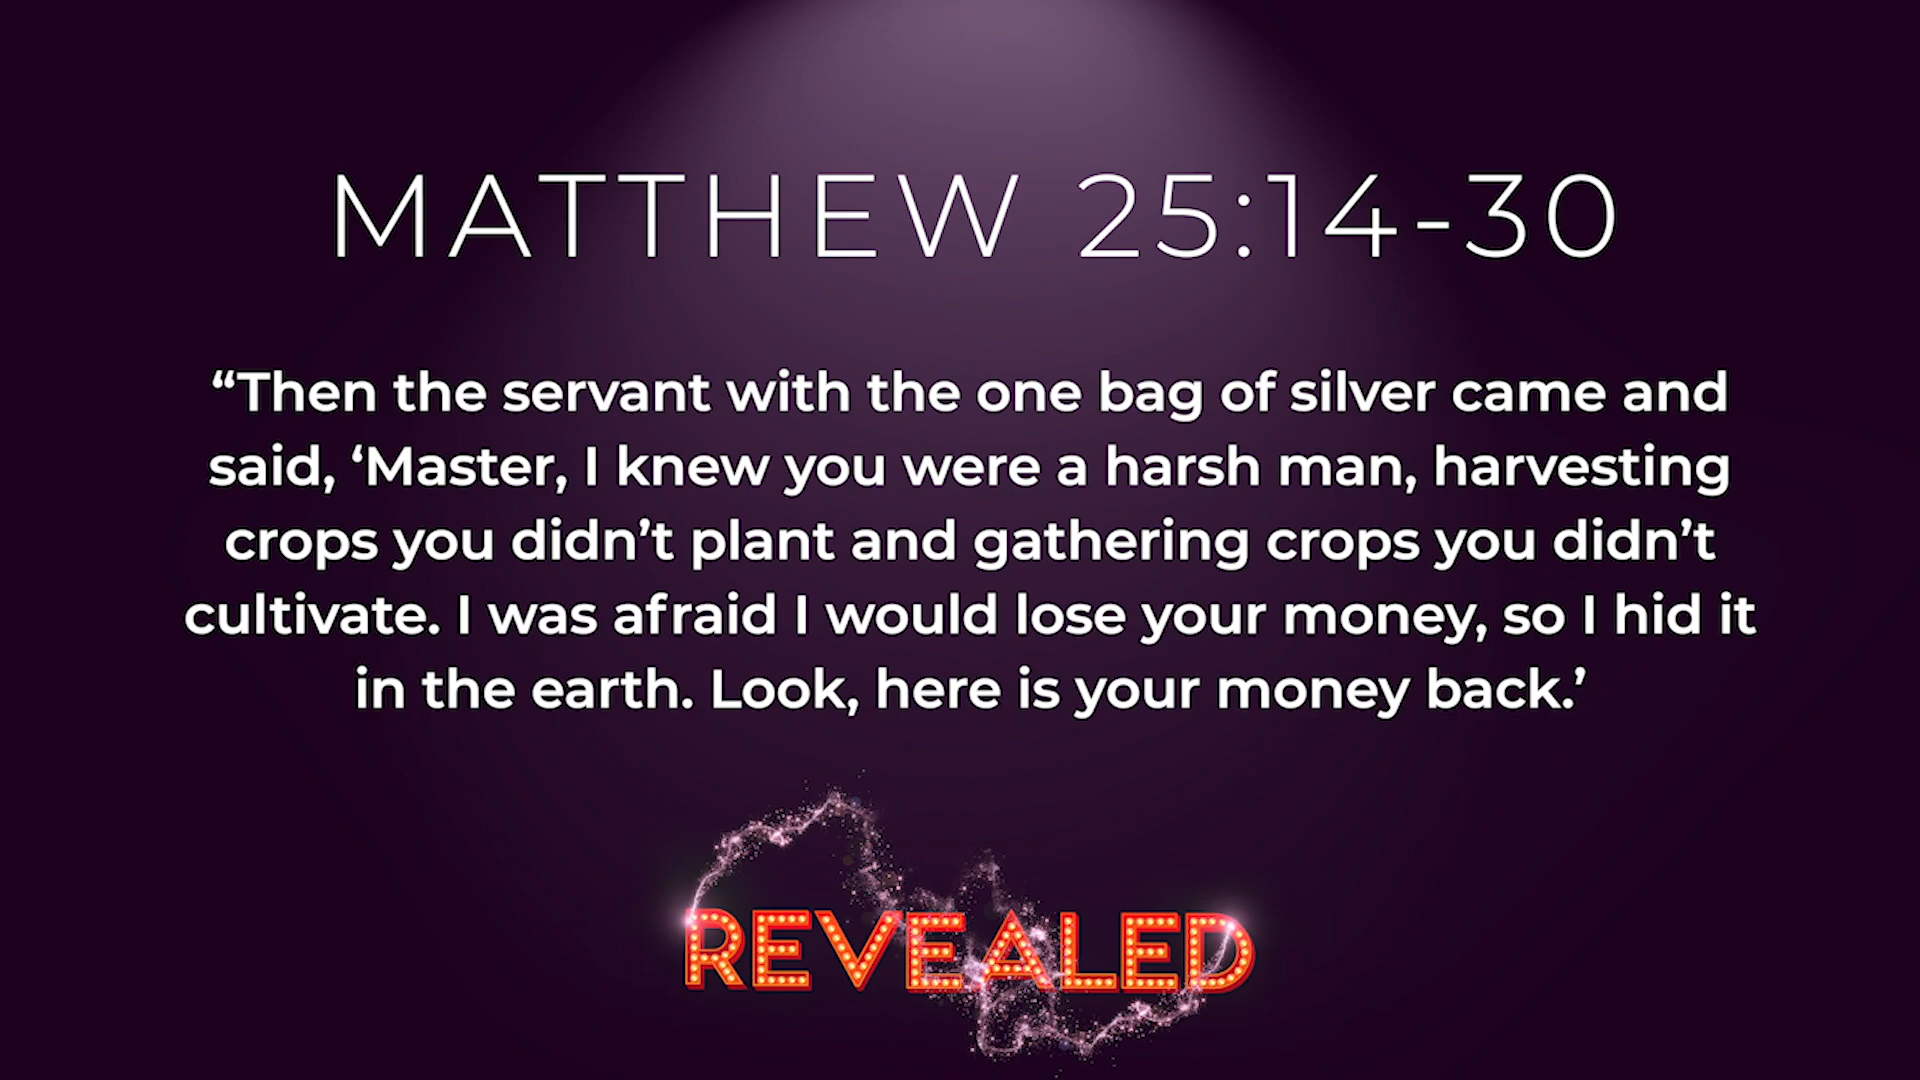 MATTHEW 25:14-30
“Then the servant with the one bag of silver came and
said, ‘Master, I knew you were a harsh man, harvesting
crops you didn’t plant and gathering crops you didn’t
cultivate. I was afraid I would lose your money, so I hid it
in the earth. Look, here is your money back.’
REVEALED